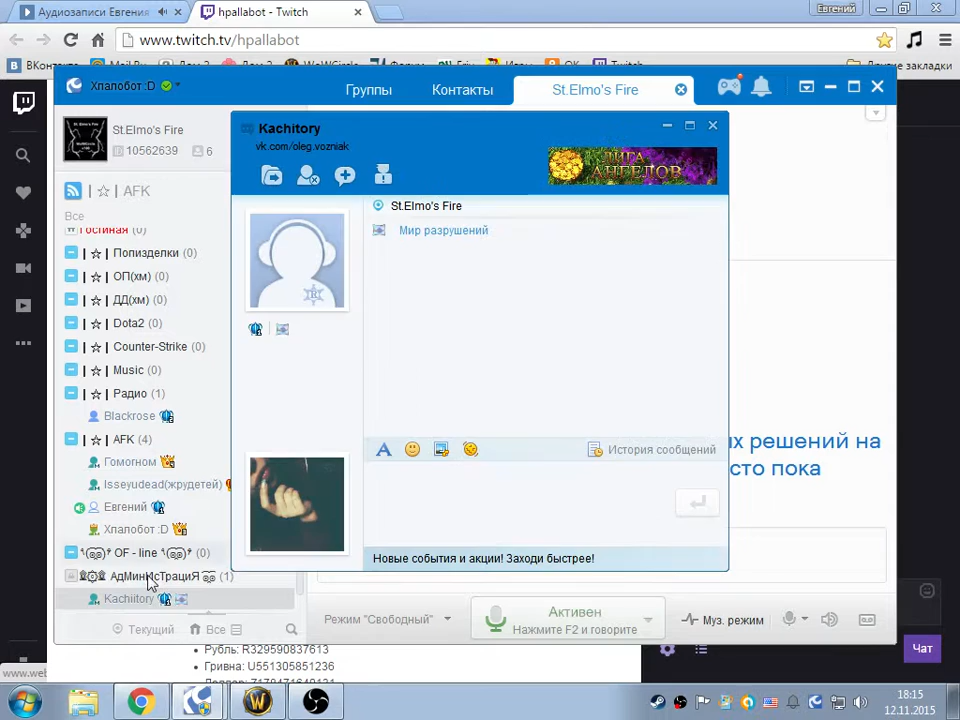 Аудиозаписи Евгения
hpallabot - Twitch
Евгений
www.twitch.tv/hpallabot
ВКонтакте
Другие закладки
Хпалобот :D
Группы
Контакты
St.Elmo's Fire
St.Elmo's Fire
10562639
6
| ☆ | AFK
Все
Гостиная (0)
| ☆ | Попизделки (0)
| ☆ | ОП(хм) (0)
| ☆ | ДД(хм) (0)
| ☆ | Dota2 (0)
| ☆ | Counter-Strike (0)
| ☆ | Music (0)
| ☆ | Радио (1)
Blackrose
| ☆ | AFK (4)
Гомогном
Isseyudead(жрудетей)
Евгений
Хпалобот :D
OF - line (0)
АдМинИсТрациЯ (1)
Kachiitory
Текущий
Все
Kachitory
vk.com/oleg.vozniak
ЛИГА
АНГЕЛОВ
St.Elmo's Fire
Мир разрушений
История сообщений
Новые события и акции! Заходи быстрее!
х решений на
сто пока
Режим "Свободный"
Активен
Нажмите F2 и говорите
Муз. режим
Чат
Рубль: R329590837613
Гривна: U551305851236
www.web
18:15
12.11.2015